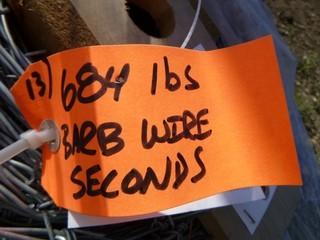 13) 684 lbs
BARB WIRE
SECONDS